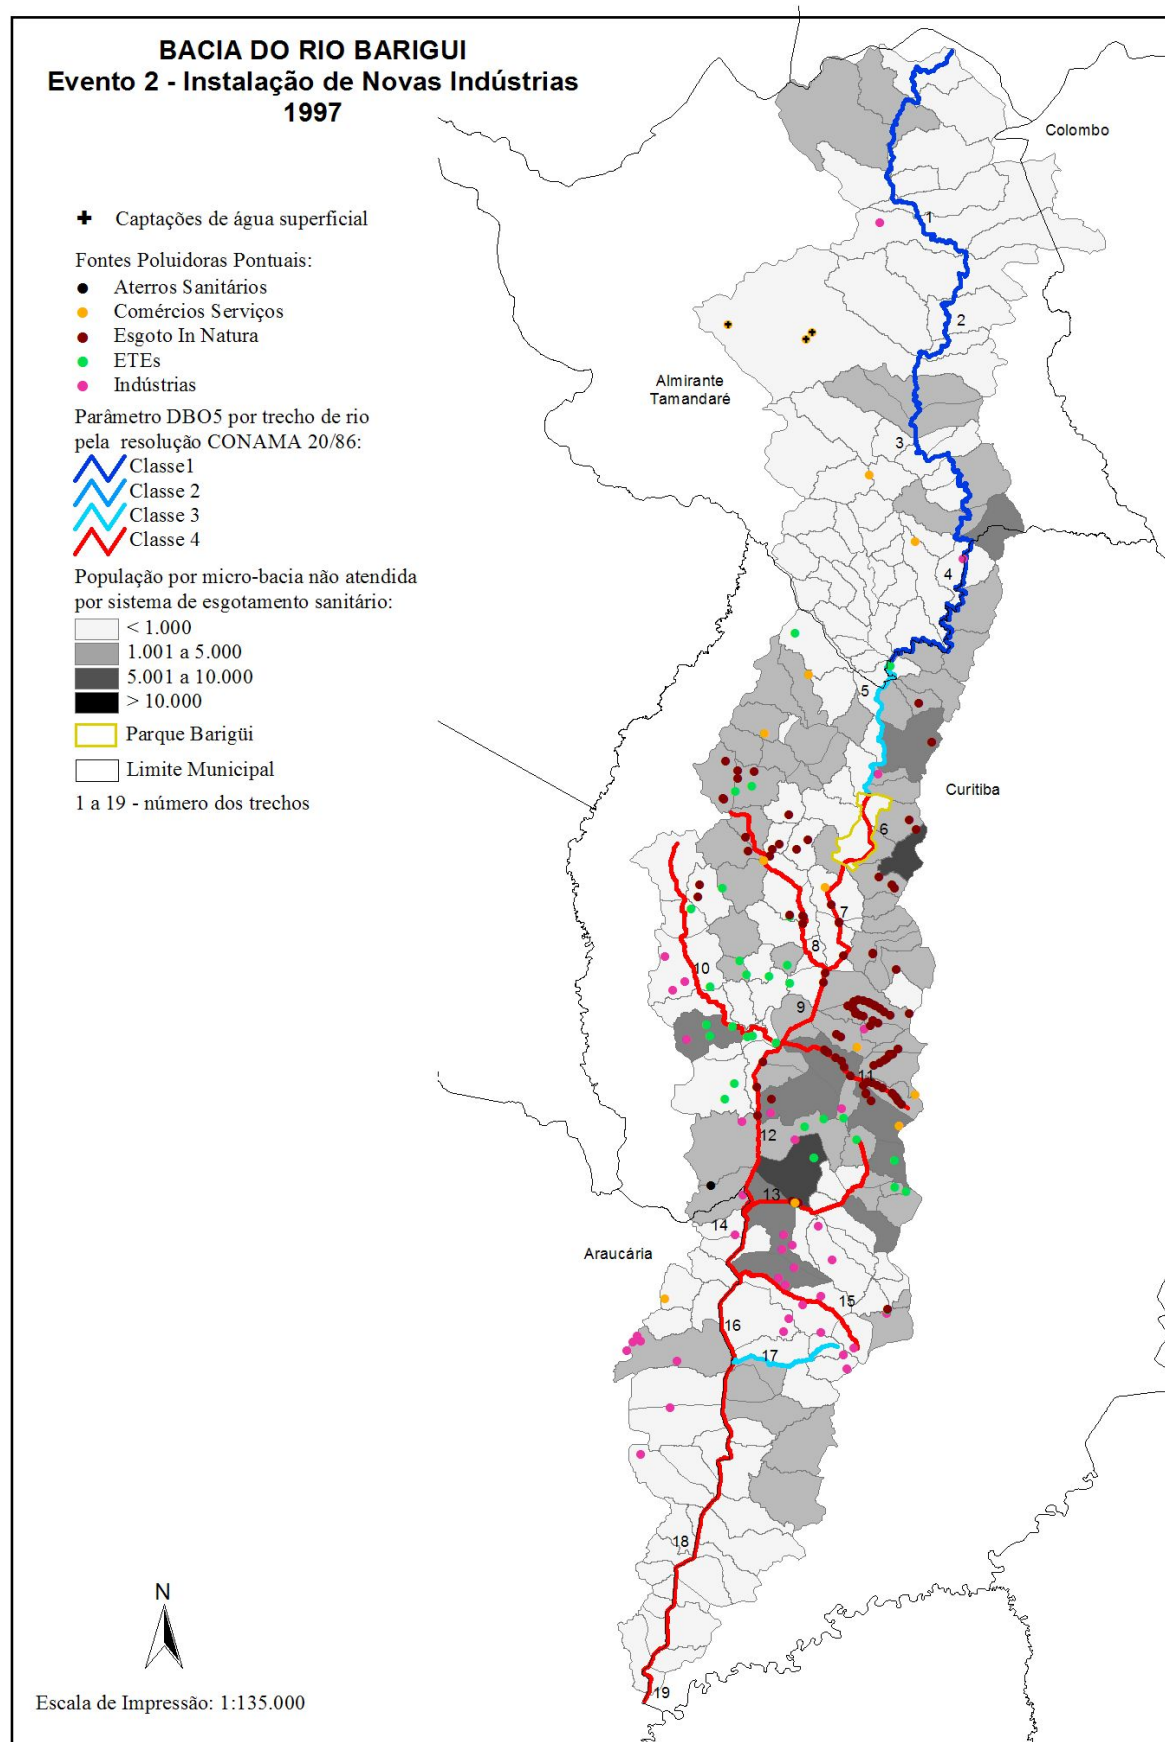 BACIA DO RIO BARIGUI
Evento 2 - Instalação de Novas Indústrias
1997
Captações de água superficial
Fontes Poluidoras Pontuais:
Aterros Sanitários
Comércios Serviços
Esgoto In Natura
ETEs
Indústrias
Parâmetro DBO5 por trecho de rio
pela resolução CONAMA 20/86:
Classe1
Classe 2
Classe 3
Classe 4
População por micro-bacia não atendida
por sistema de esgotamento sanitário:
< 1.000
1.001 a 5.000
5.001 a 10.000
> 10.000
Parque Barigüi
Limite Municipal
1 a 19 - número dos trechos
N
Escala de Impressão: 1:135.000
Colombo
1
2
Almirante
Tamandaré
3
4
5
Curitiba
6
7
8
10
9
11
12
13
14
Araucária
15
16
17
18
19